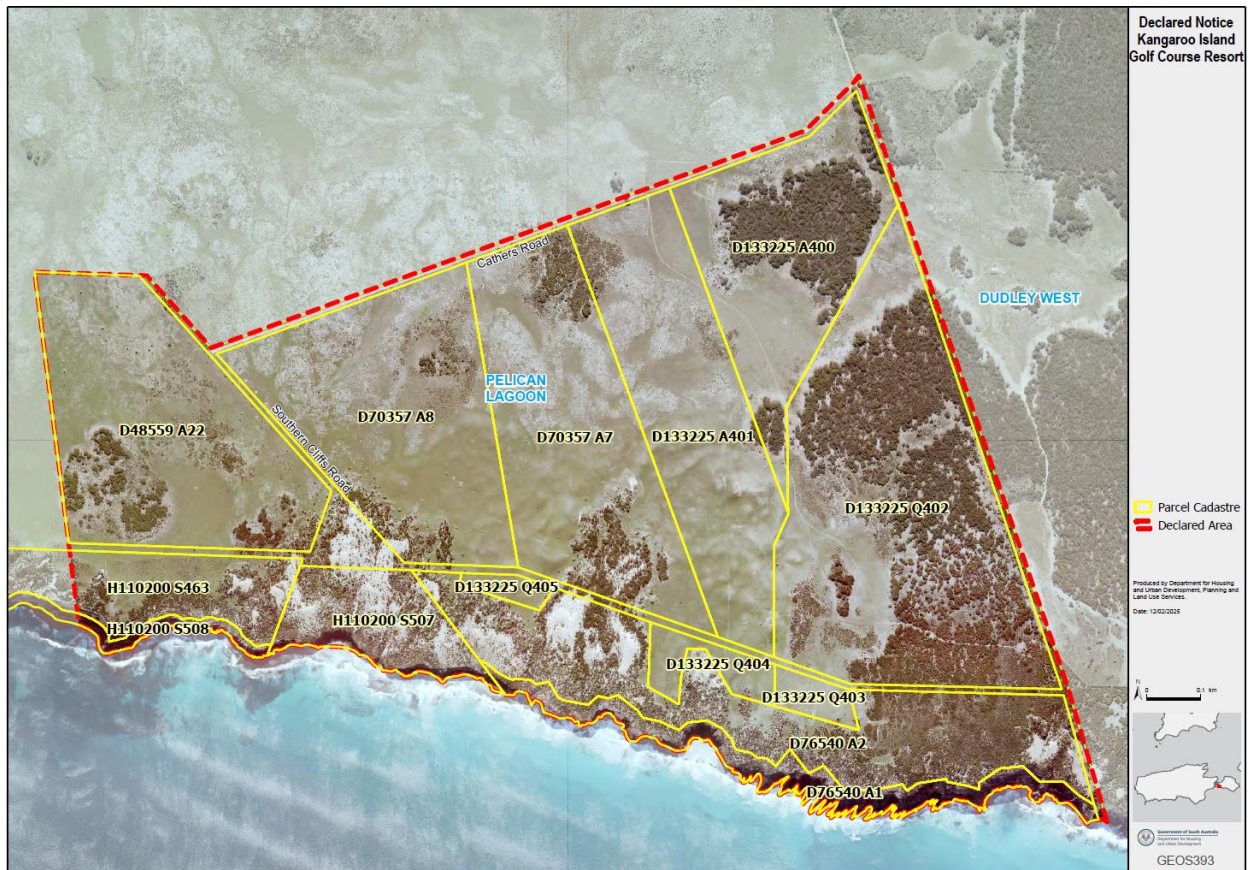 Declared Notice
Kangaroo Island
Golf Course Resort
D133225 A400
Cathers Road
DUDLEY WEST
PELICAN
LAGOON
D70357 A8
D48559 A22
Southern Cliffs Road
D70357 A7
D133225 A401
D133225 Q402
Parcel Cadastre
Declared Area
H110200 S463
D133225 Q405
H110200 S507
H110200 S508
D133225 Q404
D133225 Q403
D76540 A2
D76540 A1
Produced by Department for Housing
and Urban Development, Planning and
Land Use Services.
Date: 12/02/2025
N
0 0.1 km
Government of South Australia
Department for Housing
and Urban Development
GEOS393